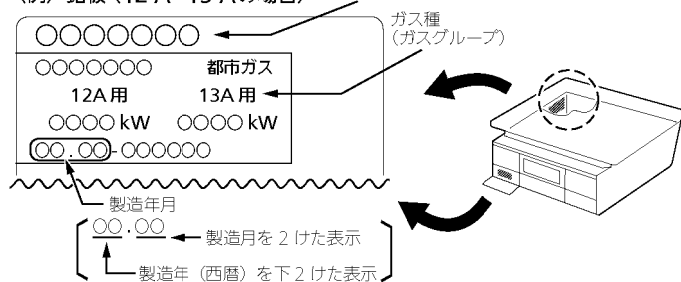 (例)銘板(12A・13Aの場合)
ガス種
(ガスグループ)
○○○○○○○
○○○○○○○ 都市ガス
12A用 13A用
○○○○kW ○○○○kW
○○.○○-○○○○○○
製造年月
○○.○○
製造月を2けた表示
製造年(西暦)を下2けた表示